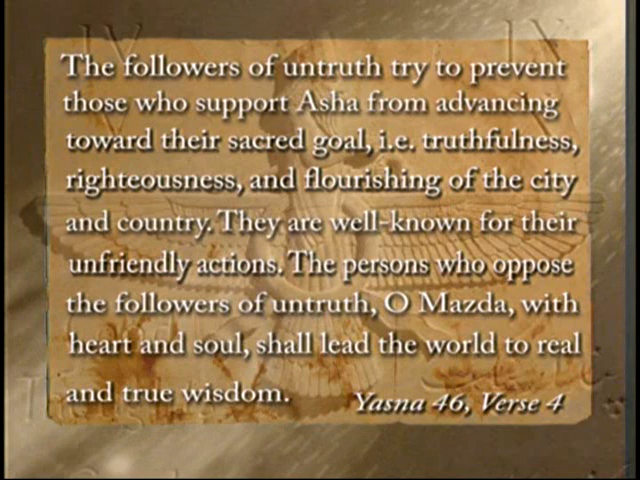 The followers of untruth try to prevent
those who support Asha from advancing
toward their sacred goal, i.e. truthfulness,
righteousness, and flourishing of the city
and country. They are well-known for their
unfriendly actions. The persons who oppose
the followers of untruth, O Mazda, with
heart and soul, shall lead the world to real
and true wisdom.
Yasna 46, Verse 4